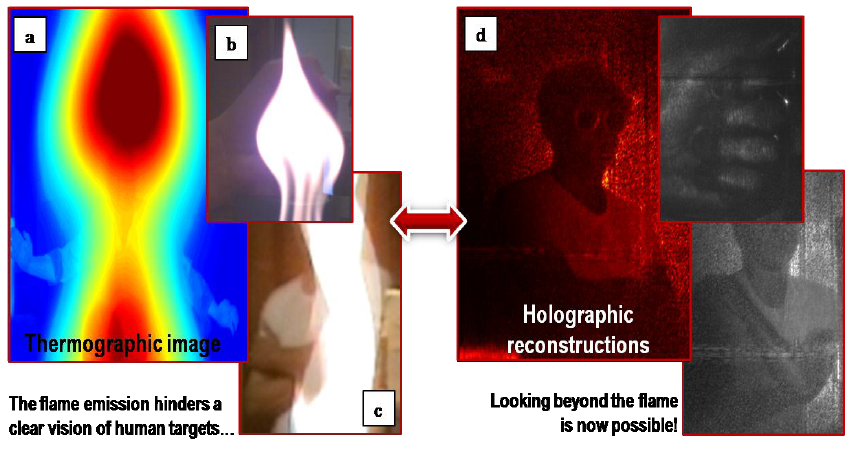 a
b
c
Thermographic image
The flame emission hinders a
clear vision of human targets...
d
Holographic
reconstructions
Looking beyond the flame
is now possible!